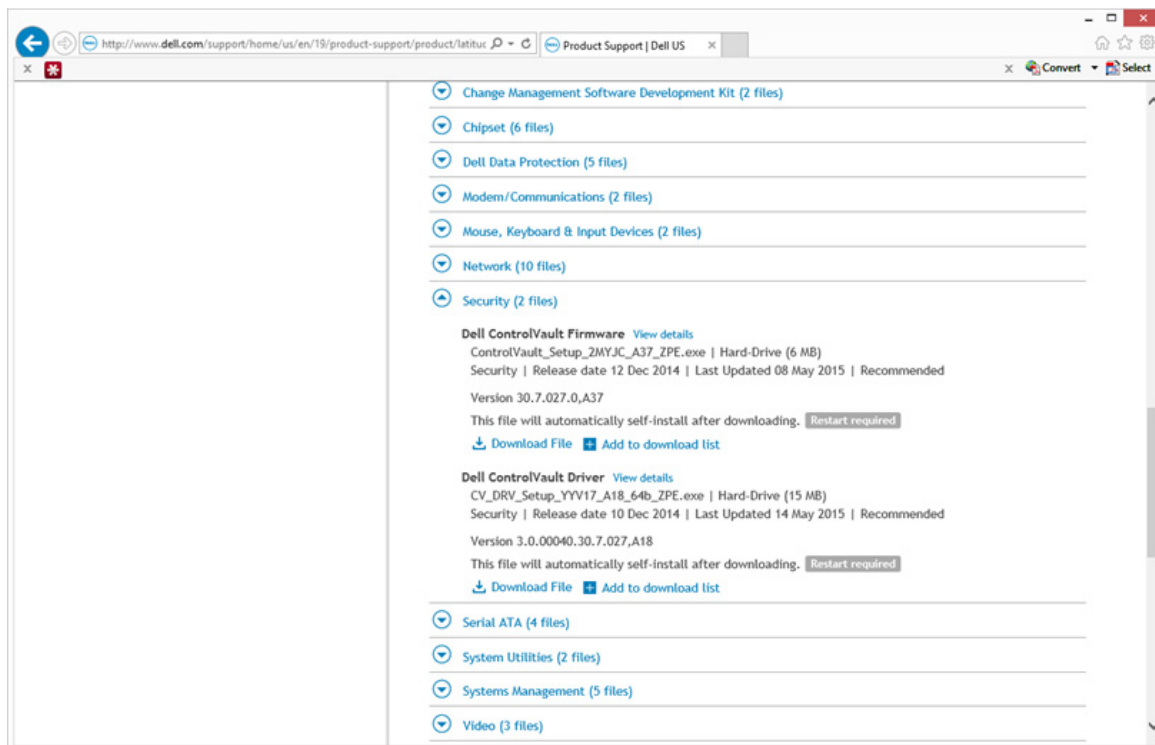 http://www.dell.com/support/home/us/en/19/product-support/product/latituc
Product Support | Dell US
Convert
Select
Change Management Software Development Kit (2 files)
Chipset (6 files)
Dell Data Protection (5 files)
Modem/Communications (2 files)
Mouse, Keyboard & Input Devices (2 files)
Network (10 files)
Security (2 files)
Dell ControlVault Firmware View details
ControlVault_Setup_2MYJC_A37_ZPE.exe | Hard-Drive (6 MB)
Security | Release date 12 Dec 2014 | Last Updated 08 May 2015 | Recommended
Version 30.7.027.0,A37
This file will automatically self-install after downloading. Restart required
Download File Add to download list
Dell ControlVault Driver View details
CV_DRV_Setup_YYV17_A18_64b_ZPE.exe | Hard-Drive (15 MB)
Security | Release date 10 Dec 2014 | Last Updated 14 May 2015 | Recommended
Version 3.0.00040.30.7.027,A18
This file will automatically self-install after downloading. Restart required
Download File Add to download list
Serial ATA (4 files)
System Utilities (2 files)
Systems Management (5 files)
Video (3 files)